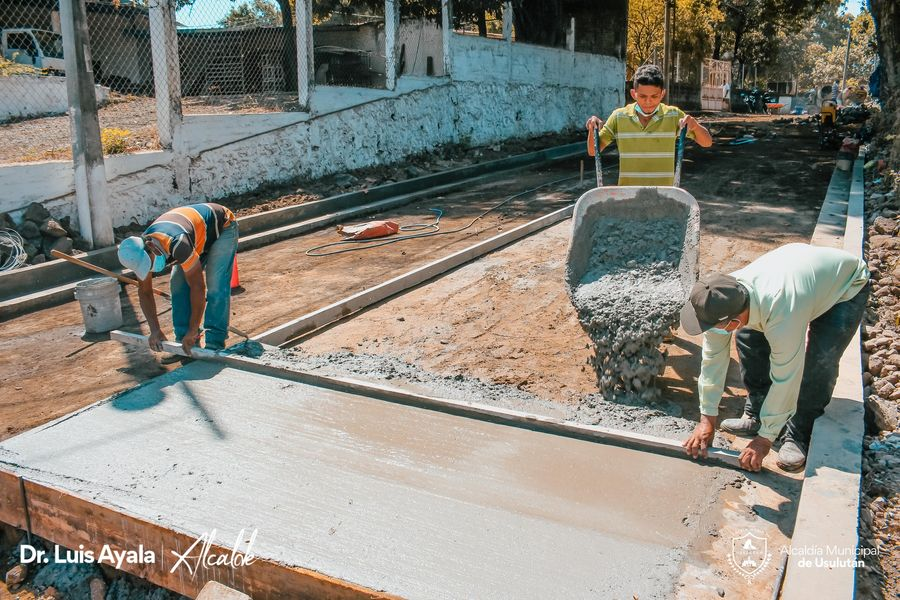 Dr. Luis Ayala
Alcalde
Alcaldía Municipal
de Usulután